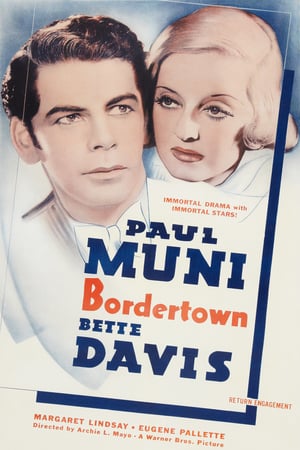 IMMORTAL DRAMA with
IMMORTAL STARS!
PAUL
MUNI
Bordertown
BETTE
DAVIS
RETURN ENGAGEMENT
MARGARET LINDSAY • EUGENE PALLETTE
Directed by Archie L. Mayo • A Warner Bros. Picture